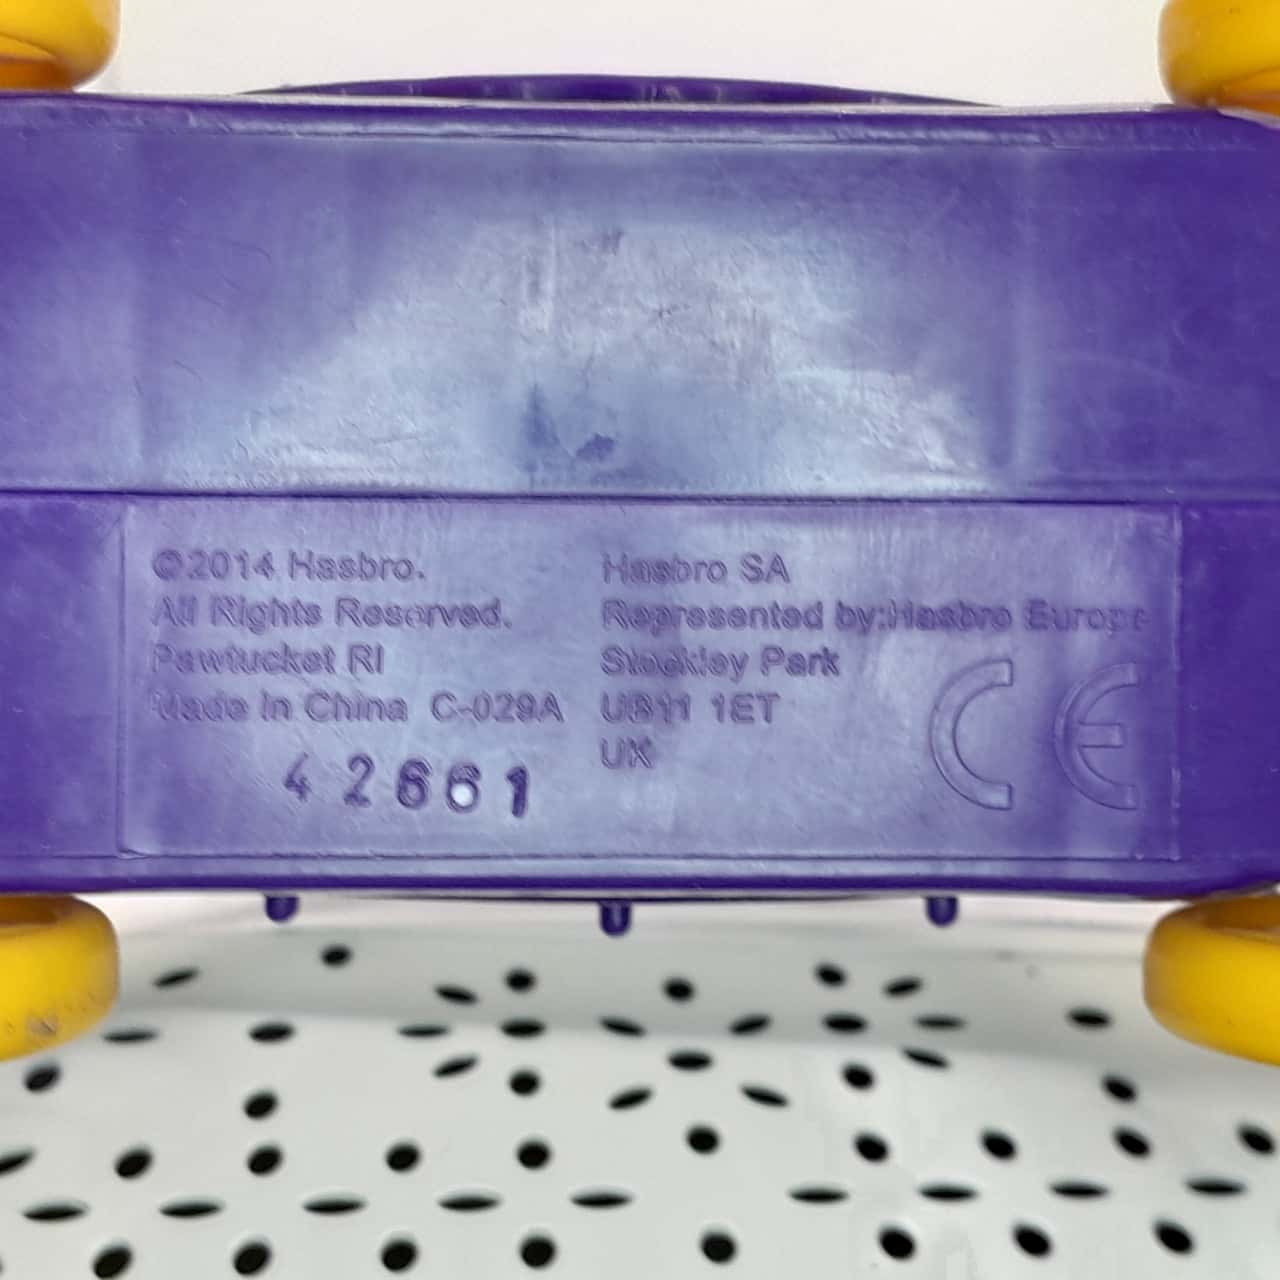 ©2014 Hasbro.
All Rights Reserved.
Pawtucket RI
Made In China C-029A
42661
Hasbro SA
Represented by:Hasbro Europe
Stockley Park
UB11 1ET
UK
CE